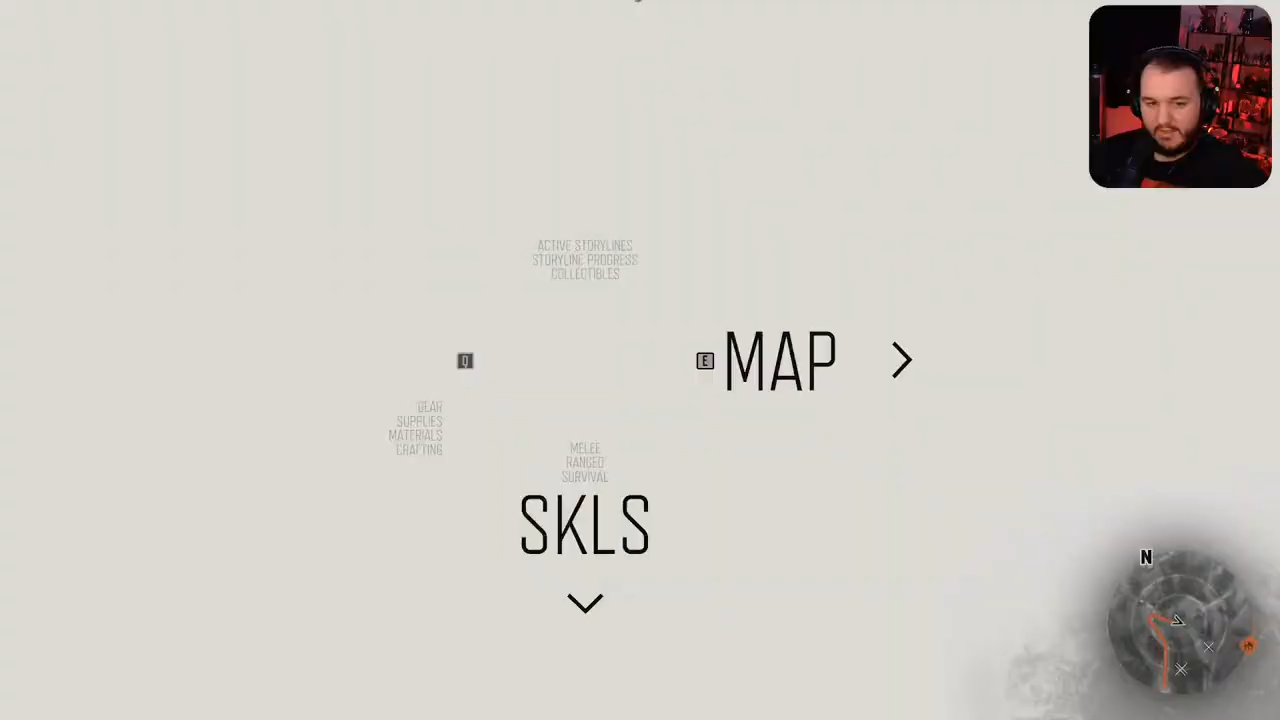 ACTIVE STORYLINES
STORYLINE PROGRESS
COLLECTIBLES
Q
E
MAP
GEAR
SUPPLIES
MATERIALS
CRAFTING
MELEE
RANGED
SURVIVAL
SKLS
N